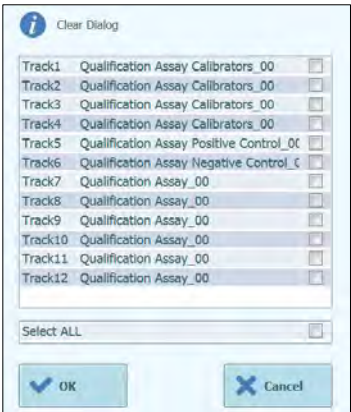 Clear Dialog
Track1 Qualification Assay Calibrators_00
Track2 Qualification Assay Calibrators_00
Track3 Qualification Assay Calibrators_00
Track4 Qualification Assay Calibrators_00
Track5 Qualification Assay Positive Control_00
Track6 Qualification Assay Negative Control_0
Track7 Qualification Assay_00
Track8 Qualification Assay_00
Track9 Qualification Assay_00
Track10 Qualification Assay_00
Track11 Qualification Assay_00
Track12 Qualification Assay_00
Select ALL
OK
Cancel